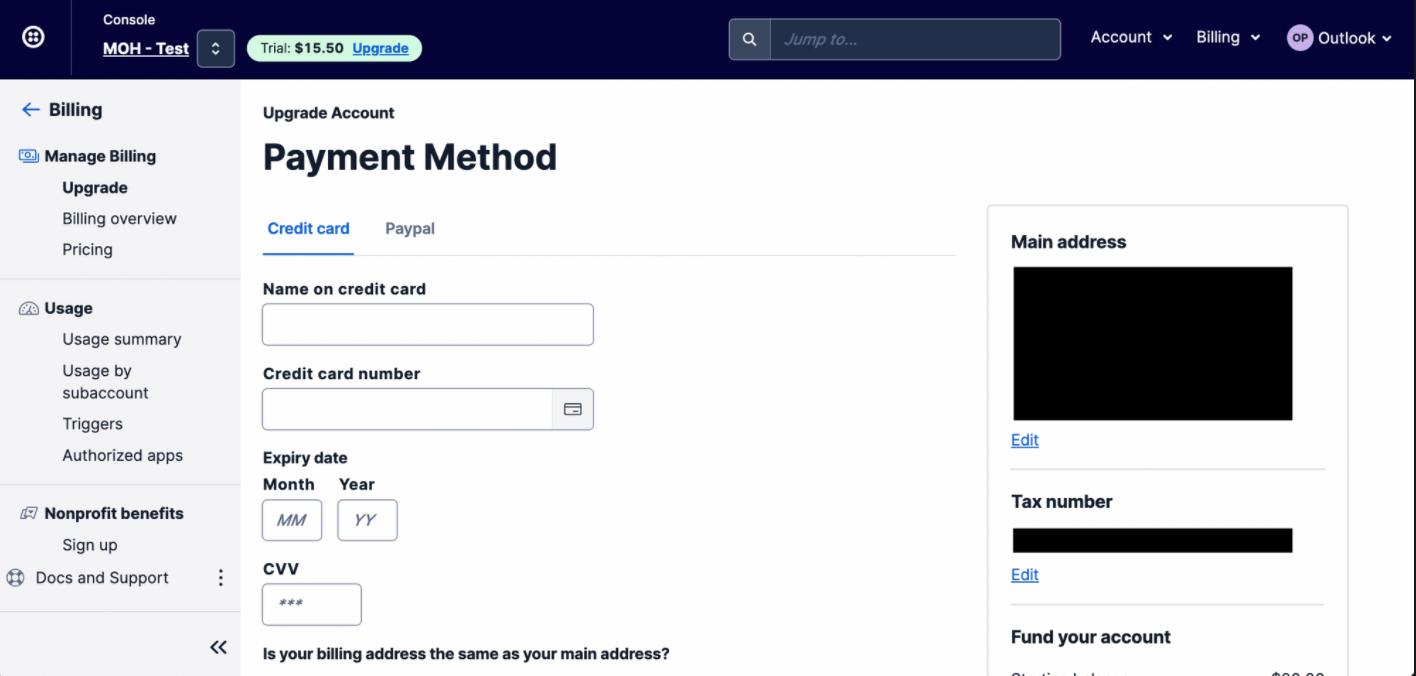 Console
MOH - Test
Trial: $15.50 Upgrade
Jump to...
Account
Billing
OP Outlook
Billing
Manage Billing
Upgrade
Billing overview
Pricing
Usage
Usage summary
Usage by
subaccount
Triggers
Authorized apps
Nonprofit benefits
Sign up
Docs and Support
Upgrade Account
Payment Method
Credit card
Paypal
Name on credit card
Credit card number
Expiry date
Month Year
MM YY
CVV
***
Is your billing address the same as your main address?
Main address
Edit
Tax number
Edit
Fund your account